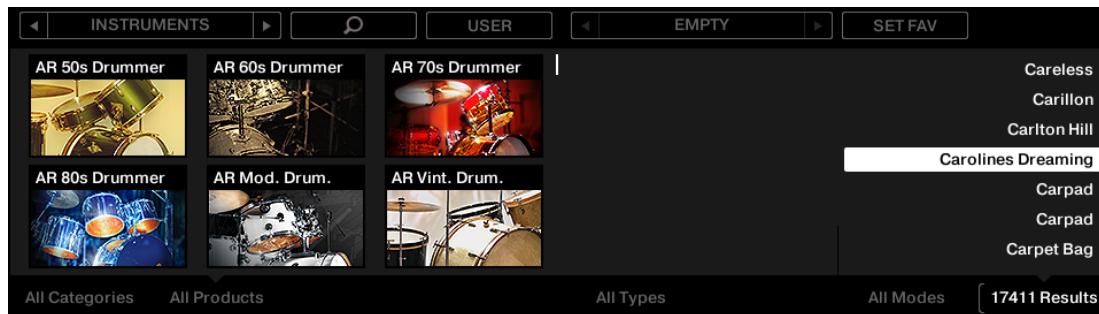 INSTRUMENTS
USER
EMPTY
SET FAV
AR 50s Drummer
AR 60s Drummer
AR 70s Drummer
AR 80s Drummer
AR Mod. Drum.
AR Vint. Drum.
Careless
Carillon
Carlton Hill
Carolines Dreaming
Carpad
Carpad
Carpet Bag
All Categories
All Products
All Types
All Modes
17411 Results